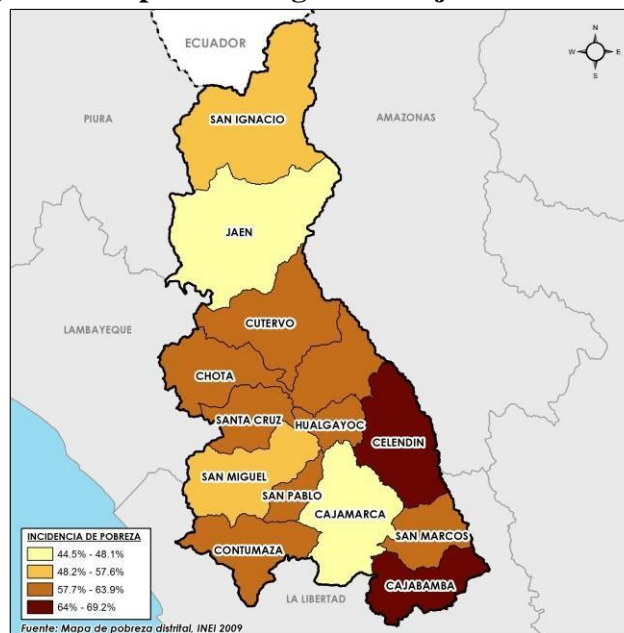 ECUADOR
N
W E
S
PIURA
SAN IGNACIO
AMAZONAS
JAEN
LAMBAYEQUE
CUTERVO
CHOTA
SANTA CRUZ
HUALGAYOC
CELENDIN
SAN MIGUEL
SAN PABLO
CAJAMARCA
SAN MARCOS
CONTUMAZA
CAJABAMBA
LA LIBERTAD
INCIDENCIA DE POBREZA
44.5% - 48.1%
48.2% - 57.6%
57.7% - 63.9%
64% - 69.2%
Fuente: Mapa de pobreza distrital, INEI 2009